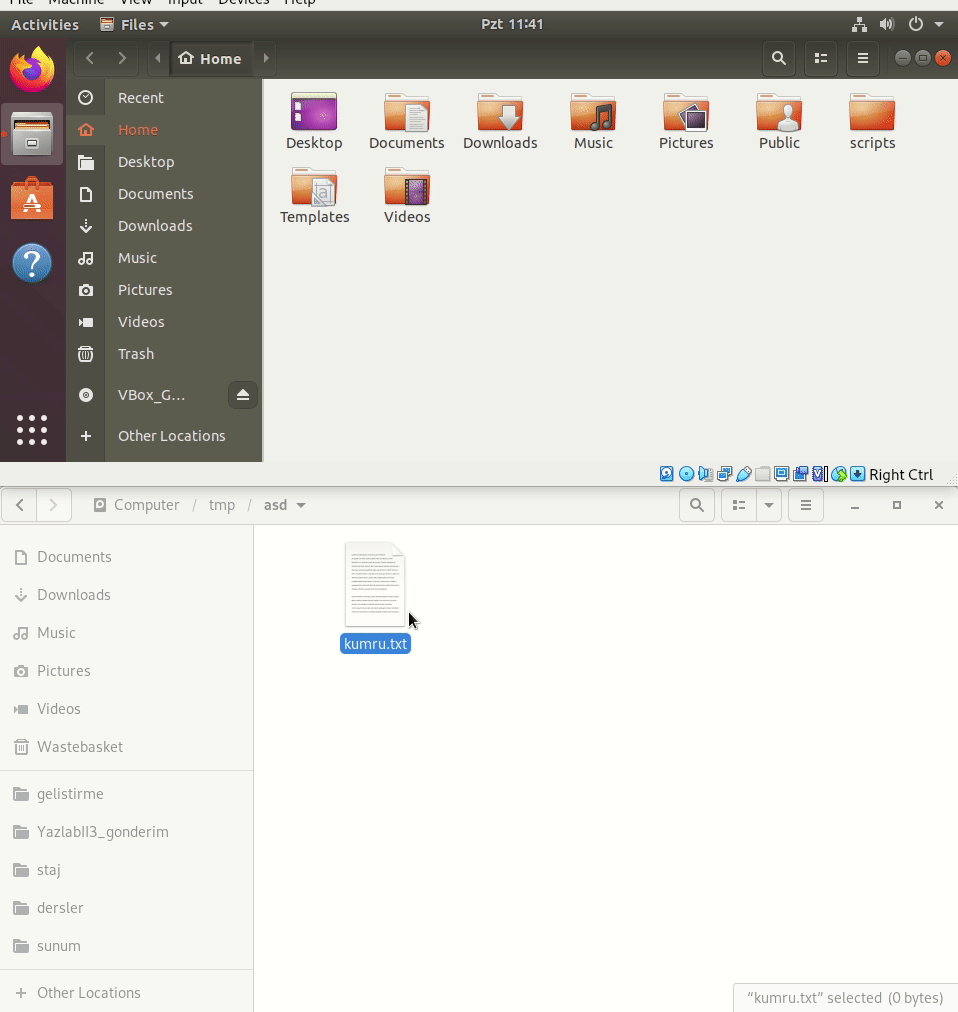 File Machine View Input Devices Help
Activities Files Pzt 11:41
Home
Recent
Home
Desktop
Documents
Downloads
Music
Pictures
Videos
Trash
VBox_G...
Other Locations
Desktop Documents Downloads Music Pictures Public scripts
Templates Videos
Right Ctrl
Computer / tmp / asd
Documents
Downloads
Music
Pictures
Videos
Wastebasket
gelistirme
YazlabII3_gonderim
staj
dersler
sunum
Other Locations
kumru.txt
“kumru.txt” selected (0 bytes)